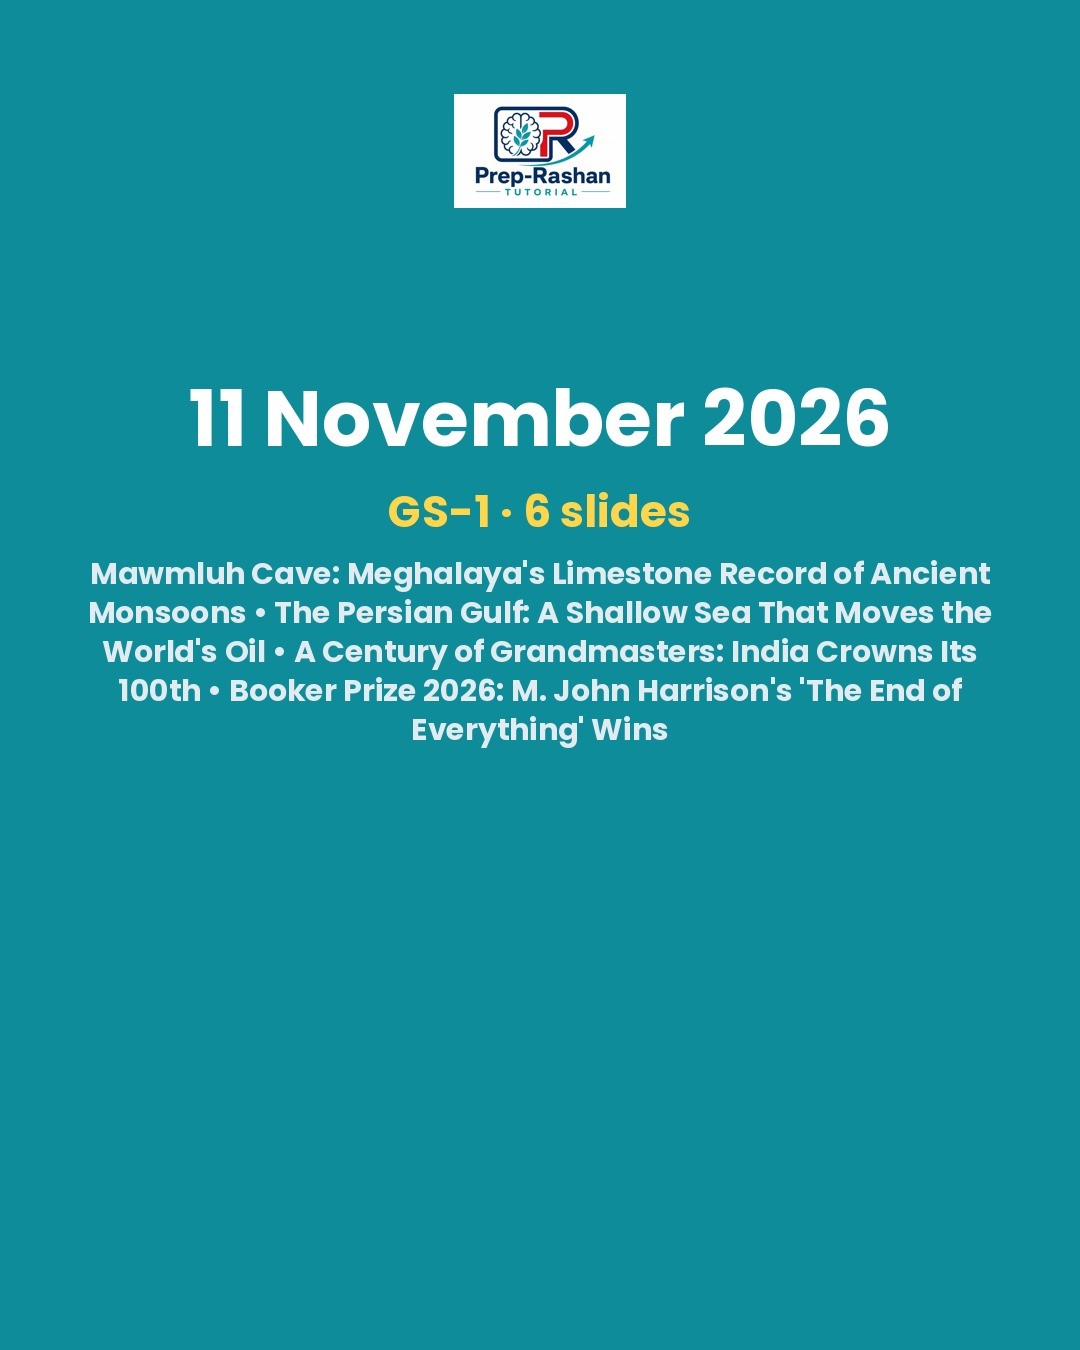 Prep-Rashan
TUTORIAL
11 November 2026
GS-1 · 6 slides
Mawmluh Cave: Meghalaya's Limestone Record of Ancient
Monsoons • The Persian Gulf: A Shallow Sea That Moves the
World's Oil • A Century of Grandmasters: India Crowns Its
100th • Booker Prize 2026: M. John Harrison's 'The End of
Everything' Wins